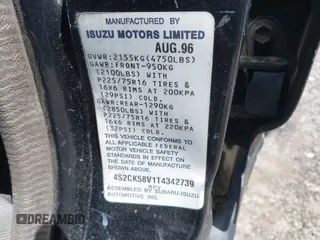 MANUFACTURED BY
ISUZU MOTORS LIMITED
AUG.96
GVWR:2155KG(4750LBS)
GAWR:FRONT-950KG
(2100LBS) WITH
P225/75R16 TIRES &
16X6 RIMS AT 200KPA
(29PSI) COLD
GAWR:REAR-1290KG
(2850LBS) WITH
P225/75R16 TIRES &
16X6 RIMS AT 220KPA
(32PSI) COLD
THIS VEHICLE CONFORMS TO
ALL APPLICABLE FEDERAL
MOTOR VEHICLE SAFETY
STANDARDS IN EFFECT ON
THE DATE OF MANUFACTURE
SHOWN ABOVE.
4S2CK58V1T4342739
MPV
ASSEMBLED BY SUBARU-ISUZU
AUTOMOTIVE INC.
DREAMBID